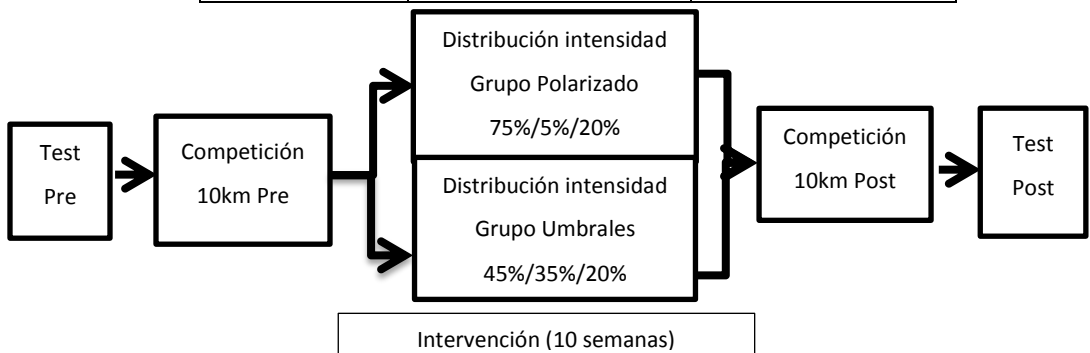 Test
Pre
Competición
10km Pre
Distribución intensidad
Grupo Polarizado
75%/5%/20%
Distribución intensidad
Grupo Umbrales
45%/35%/20%
Competición
10km Post
Test
Post
Intervención (10 semanas)